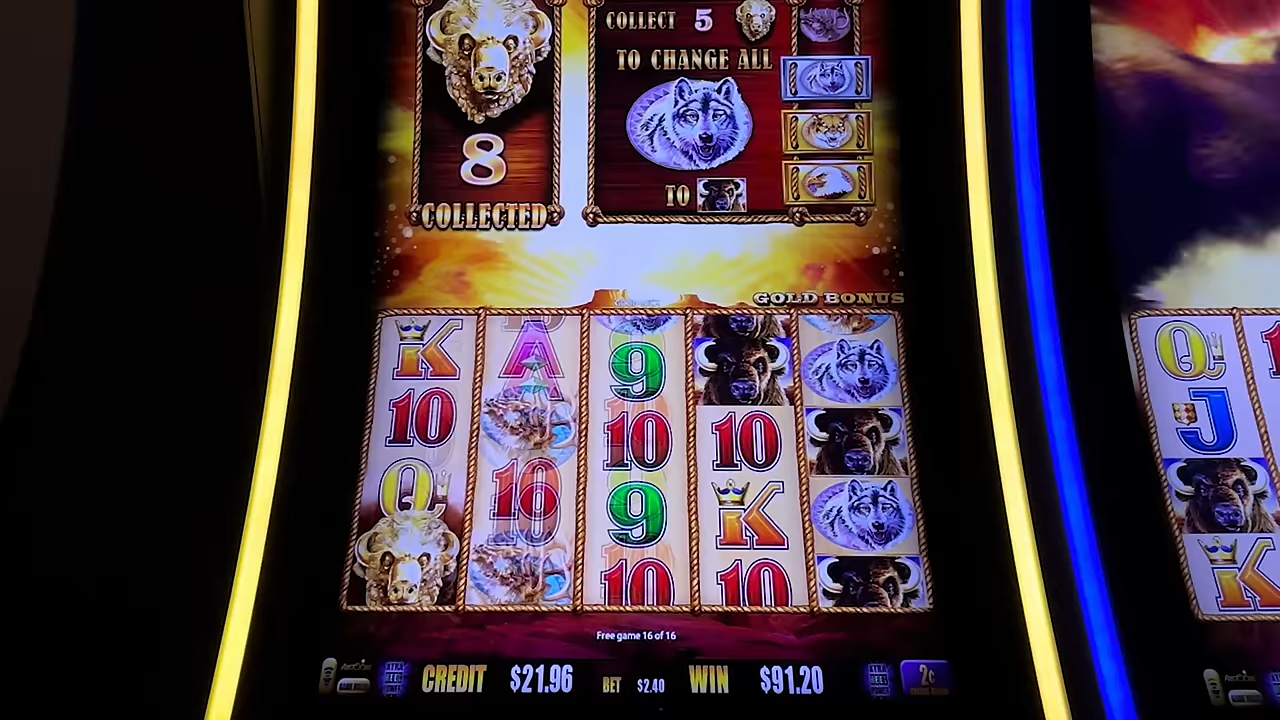 COLLECT 5
TO CHANGE ALL
TO
8
COLLECTED
GOLD BONUS
K A 9
10 10 10
Q 10 9 K
10 10
Q
J
K
Free game 16 of 16
CREDIT $21.96 BET $2.40 WIN $91.20 2¢